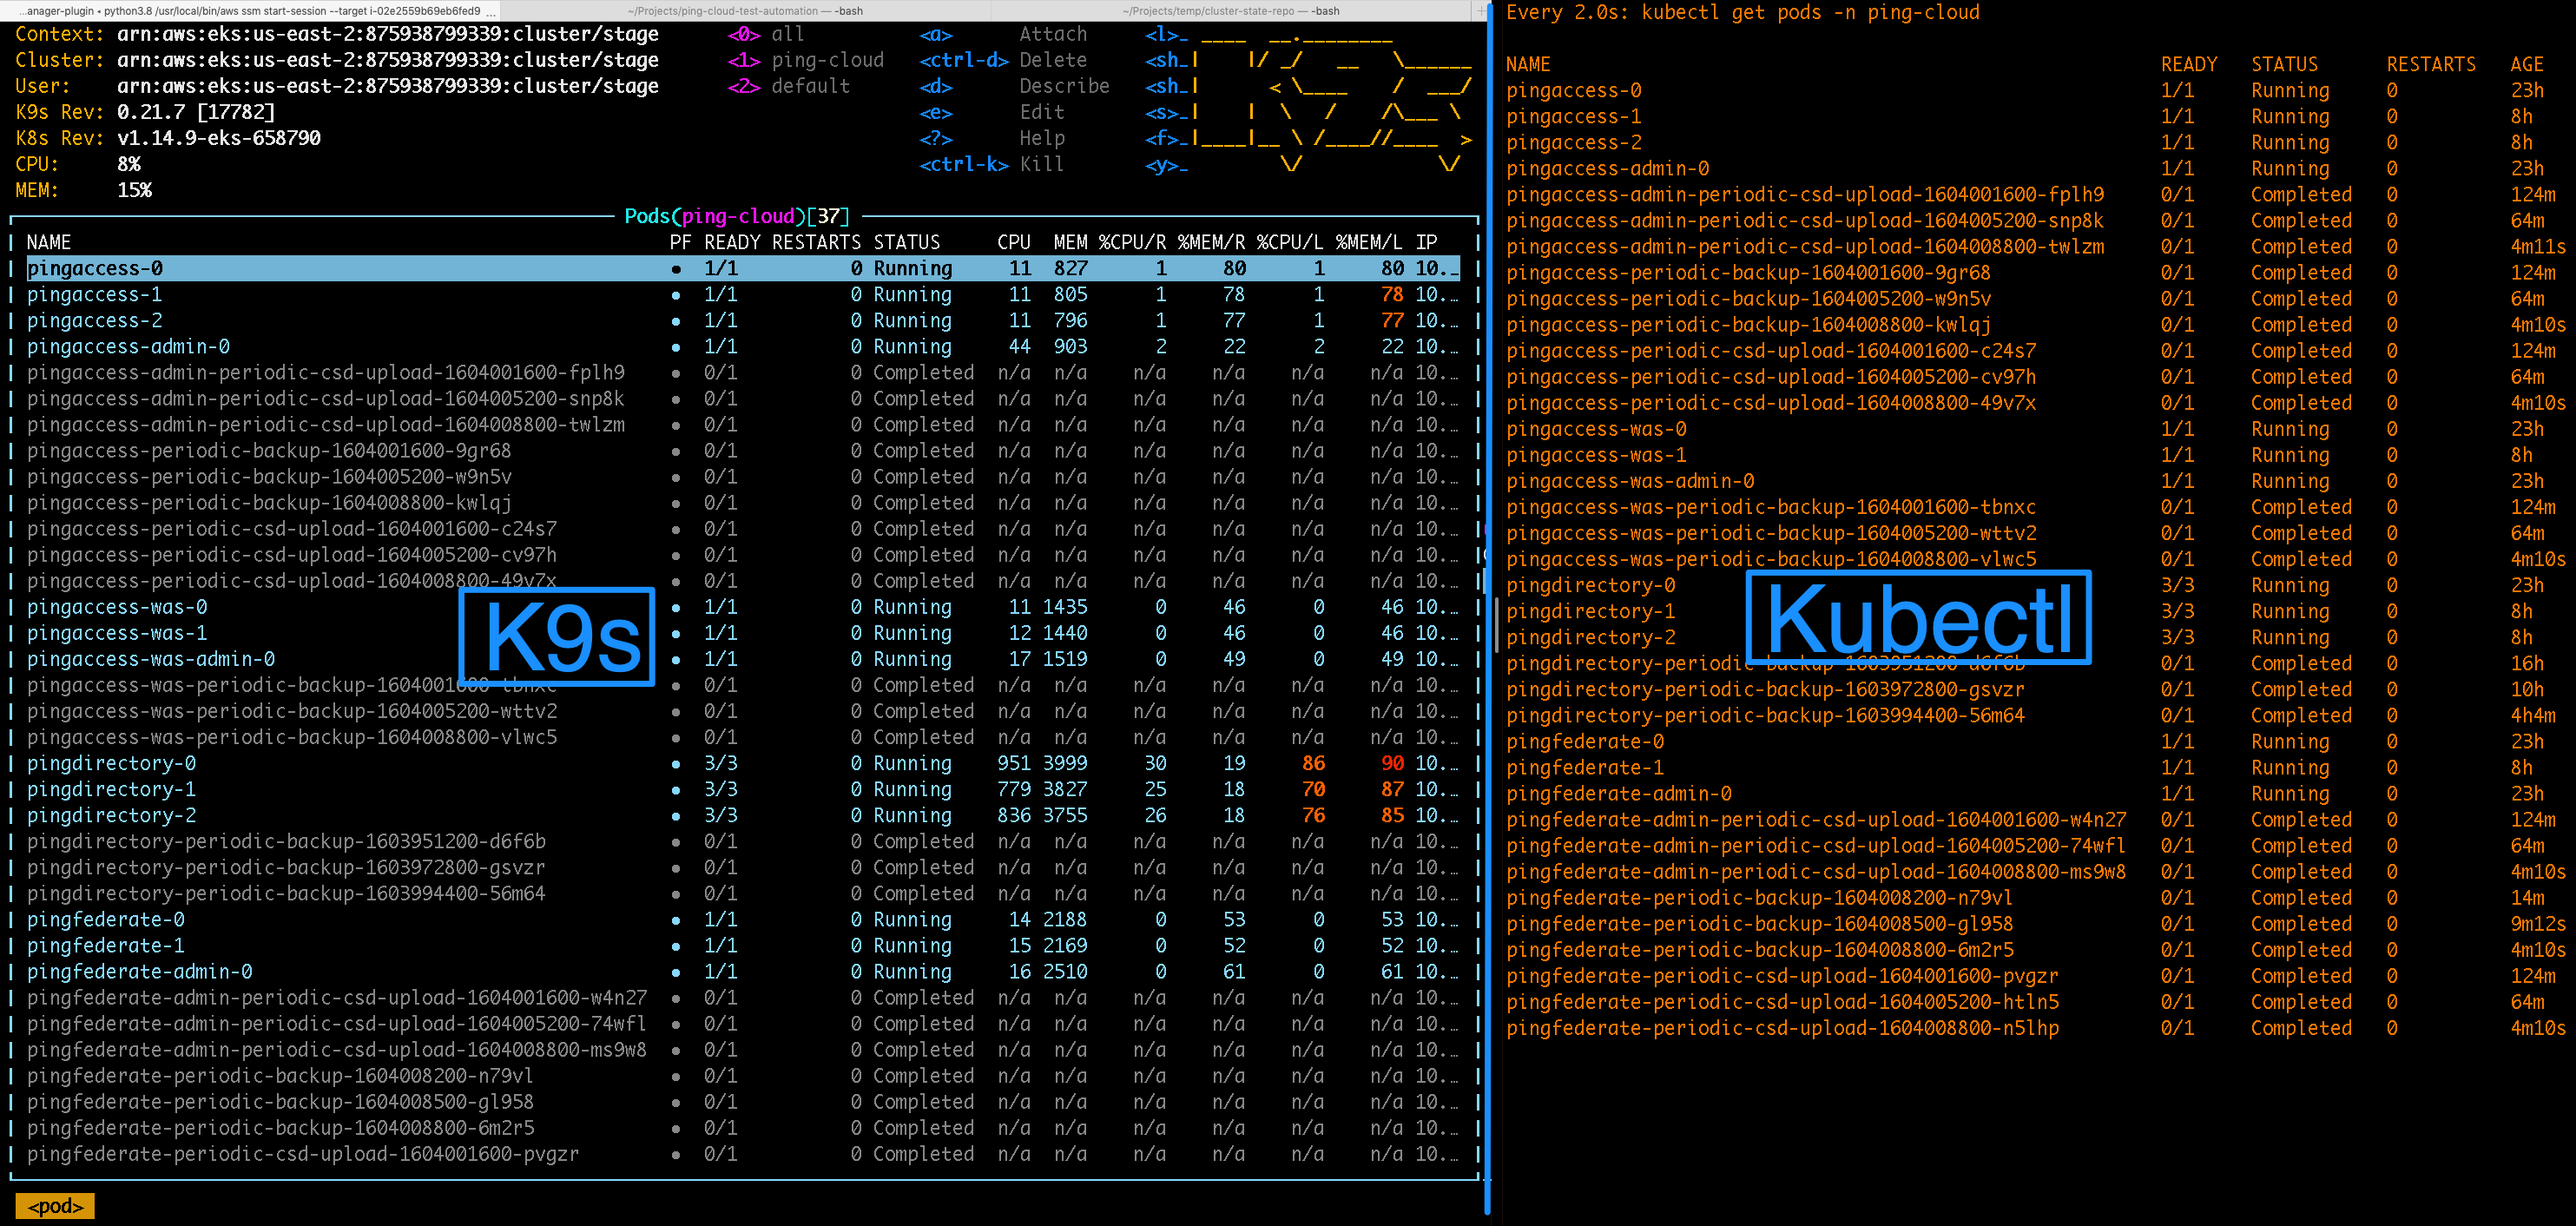 ...anager-plugin • python3.8 /usr/local/bin/aws ssm start-session --target i-02e2559b69eb6fed9 ... ~/Projects/ping-cloud-test-automation — -bash ~/Projects/temp/cluster-state-repo — -bash
Context: arn:aws:eks:us-east-2:875938799339:cluster/stage <0> all <a> Attach <l>_
Cluster: arn:aws:eks:us-east-2:875938799339:cluster/stage <1> ping-cloud <ctrl-d> Delete <sh_
User: arn:aws:eks:us-east-2:875938799339:cluster/stage <2> default <d> Describe <sh_
K9s Rev: 0.21.7 [17782] <e> Edit <s>_
K8s Rev: v1.14.9-eks-658790 <?> Help <f>_
CPU: 8% <ctrl-k> Kill <y>_
MEM: 15%
Pods(ping-cloud)[37]
NAME PF READY RESTARTS STATUS CPU MEM %CPU/R %MEM/R %CPU/L %MEM/L IP
pingaccess-0 ● 1/1 0 Running 11 827 1 80 1 80 10._
pingaccess-1 ● 1/1 0 Running 11 805 1 78 1 78 10.…
pingaccess-2 ● 1/1 0 Running 11 796 1 77 1 77 10.…
pingaccess-admin-0 ● 1/1 0 Running 44 903 2 22 2 22 10.…
pingaccess-admin-periodic-csd-upload-1604001600-fplh9 ● 0/1 0 Completed n/a n/a n/a n/a n/a n/a 10.…
pingaccess-admin-periodic-csd-upload-1604005200-snp8k ● 0/1 0 Completed n/a n/a n/a n/a n/a n/a 10.…
pingaccess-admin-periodic-csd-upload-1604008800-twlzm ● 0/1 0 Completed n/a n/a n/a n/a n/a n/a 10.…
pingaccess-periodic-backup-1604001600-9gr68 ● 0/1 0 Completed n/a n/a n/a n/a n/a n/a 10.…
pingaccess-periodic-backup-1604005200-w9n5v ● 0/1 0 Completed n/a n/a n/a n/a n/a n/a 10.…
pingaccess-periodic-backup-1604008800-kwlqj ● 0/1 0 Completed n/a n/a n/a n/a n/a n/a 10.…
pingaccess-periodic-csd-upload-1604001600-c24s7 ● 0/1 0 Completed n/a n/a n/a n/a n/a n/a 10.…
pingaccess-periodic-csd-upload-1604005200-cv97h ● 0/1 0 Completed n/a n/a n/a n/a n/a n/a 10.…
pingaccess-periodic-csd-upload-1604008800-49v7x ● 0/1 0 Completed n/a n/a n/a n/a n/a n/a 10.…
pingaccess-was-0 ● 1/1 0 Running 11 1435 0 46 0 46 10.…
pingaccess-was-1 ● 1/1 0 Running 12 1440 0 46 0 46 10.…
pingaccess-was-admin-0 ● 1/1 0 Running 17 1519 0 49 0 49 10.…
pingaccess-was-periodic-backup-1604001600-tbnxc ● 0/1 0 Completed n/a n/a n/a n/a n/a n/a 10.…
pingaccess-was-periodic-backup-1604005200-wttv2 ● 0/1 0 Completed n/a n/a n/a n/a n/a n/a 10.…
pingaccess-was-periodic-backup-1604008800-vlwc5 ● 0/1 0 Completed n/a n/a n/a n/a n/a n/a 10.…
pingdirectory-0 ● 3/3 0 Running 951 3999 30 19 86 90 10.…
pingdirectory-1 ● 3/3 0 Running 779 3827 25 18 70 87 10.…
pingdirectory-2 ● 3/3 0 Running 836 3755 26 18 76 85 10.…
pingdirectory-periodic-backup-1603951200-d6f6b ● 0/1 0 Completed n/a n/a n/a n/a n/a n/a 10.…
pingdirectory-periodic-backup-1603972800-gsvzr ● 0/1 0 Completed n/a n/a n/a n/a n/a n/a 10.…
pingdirectory-periodic-backup-1603994400-56m64 ● 0/1 0 Completed n/a n/a n/a n/a n/a n/a 10.…
pingfederate-0 ● 1/1 0 Running 14 2188 0 53 0 53 10.…
pingfederate-1 ● 1/1 0 Running 15 2169 0 52 0 52 10.…
pingfederate-admin-0 ● 1/1 0 Running 16 2510 0 61 0 61 10.…
pingfederate-admin-periodic-csd-upload-1604001600-w4n27 ● 0/1 0 Completed n/a n/a n/a n/a n/a n/a 10.…
pingfederate-admin-periodic-csd-upload-1604005200-74wfl ● 0/1 0 Completed n/a n/a n/a n/a n/a n/a 10.…
pingfederate-admin-periodic-csd-upload-1604008800-ms9w8 ● 0/1 0 Completed n/a n/a n/a n/a n/a n/a 10.…
pingfederate-periodic-backup-1604008200-n79vl ● 0/1 0 Completed n/a n/a n/a n/a n/a n/a 10.…
pingfederate-periodic-backup-1604008500-gl958 ● 0/1 0 Completed n/a n/a n/a n/a n/a n/a 10.…
pingfederate-periodic-backup-1604008800-6m2r5 ● 0/1 0 Completed n/a n/a n/a n/a n/a n/a 10.…
pingfederate-periodic-csd-upload-1604001600-pvgzr ● 0/1 0 Completed n/a n/a n/a n/a n/a n/a 10.…
<pod>
K9s
Every 2.0s: kubectl get pods -n ping-cloud
NAME READY STATUS RESTARTS AGE
pingaccess-0 1/1 Running 0 23h
pingaccess-1 1/1 Running 0 8h
pingaccess-2 1/1 Running 0 8h
pingaccess-admin-0 1/1 Running 0 23h
pingaccess-admin-periodic-csd-upload-1604001600-fplh9 0/1 Completed 0 124m
pingaccess-admin-periodic-csd-upload-1604005200-snp8k 0/1 Completed 0 64m
pingaccess-admin-periodic-csd-upload-1604008800-twlzm 0/1 Completed 0 4m11s
pingaccess-periodic-backup-1604001600-9gr68 0/1 Completed 0 124m
pingaccess-periodic-backup-1604005200-w9n5v 0/1 Completed 0 64m
pingaccess-periodic-backup-1604008800-kwlqj 0/1 Completed 0 4m10s
pingaccess-periodic-csd-upload-1604001600-c24s7 0/1 Completed 0 124m
pingaccess-periodic-csd-upload-1604005200-cv97h 0/1 Completed 0 64m
pingaccess-periodic-csd-upload-1604008800-49v7x 0/1 Completed 0 4m10s
pingaccess-was-0 1/1 Running 0 23h
pingaccess-was-1 1/1 Running 0 8h
pingaccess-was-admin-0 1/1 Running 0 23h
pingaccess-was-periodic-backup-1604001600-tbnxc 0/1 Completed 0 124m
pingaccess-was-periodic-backup-1604005200-wttv2 0/1 Completed 0 64m
pingaccess-was-periodic-backup-1604008800-vlwc5 0/1 Completed 0 4m10s
pingdirectory-0 3/3 Running 0 23h
pingdirectory-1 3/3 Running 0 8h
pingdirectory-2 3/3 Running 0 8h
pingdirectory-periodic-backup-1603951200-d6f6b 0/1 Completed 0 16h
pingdirectory-periodic-backup-1603972800-gsvzr 0/1 Completed 0 10h
pingdirectory-periodic-backup-1603994400-56m64 0/1 Completed 0 4h4m
pingfederate-0 1/1 Running 0 23h
pingfederate-1 1/1 Running 0 8h
pingfederate-admin-0 1/1 Running 0 23h
pingfederate-admin-periodic-csd-upload-1604001600-w4n27 0/1 Completed 0 124m
pingfederate-admin-periodic-csd-upload-1604005200-74wfl 0/1 Completed 0 64m
pingfederate-admin-periodic-csd-upload-1604008800-ms9w8 0/1 Completed 0 4m10s
pingfederate-periodic-backup-1604008200-n79vl 0/1 Completed 0 14m
pingfederate-periodic-backup-1604008500-gl958 0/1 Completed 0 9m12s
pingfederate-periodic-backup-1604008800-6m2r5 0/1 Completed 0 4m10s
pingfederate-periodic-csd-upload-1604001600-pvgzr 0/1 Completed 0 124m
pingfederate-periodic-csd-upload-1604005200-htln5 0/1 Completed 0 64m
pingfederate-periodic-csd-upload-1604008800-n5lhp 0/1 Completed 0 4m10s
Kubectl